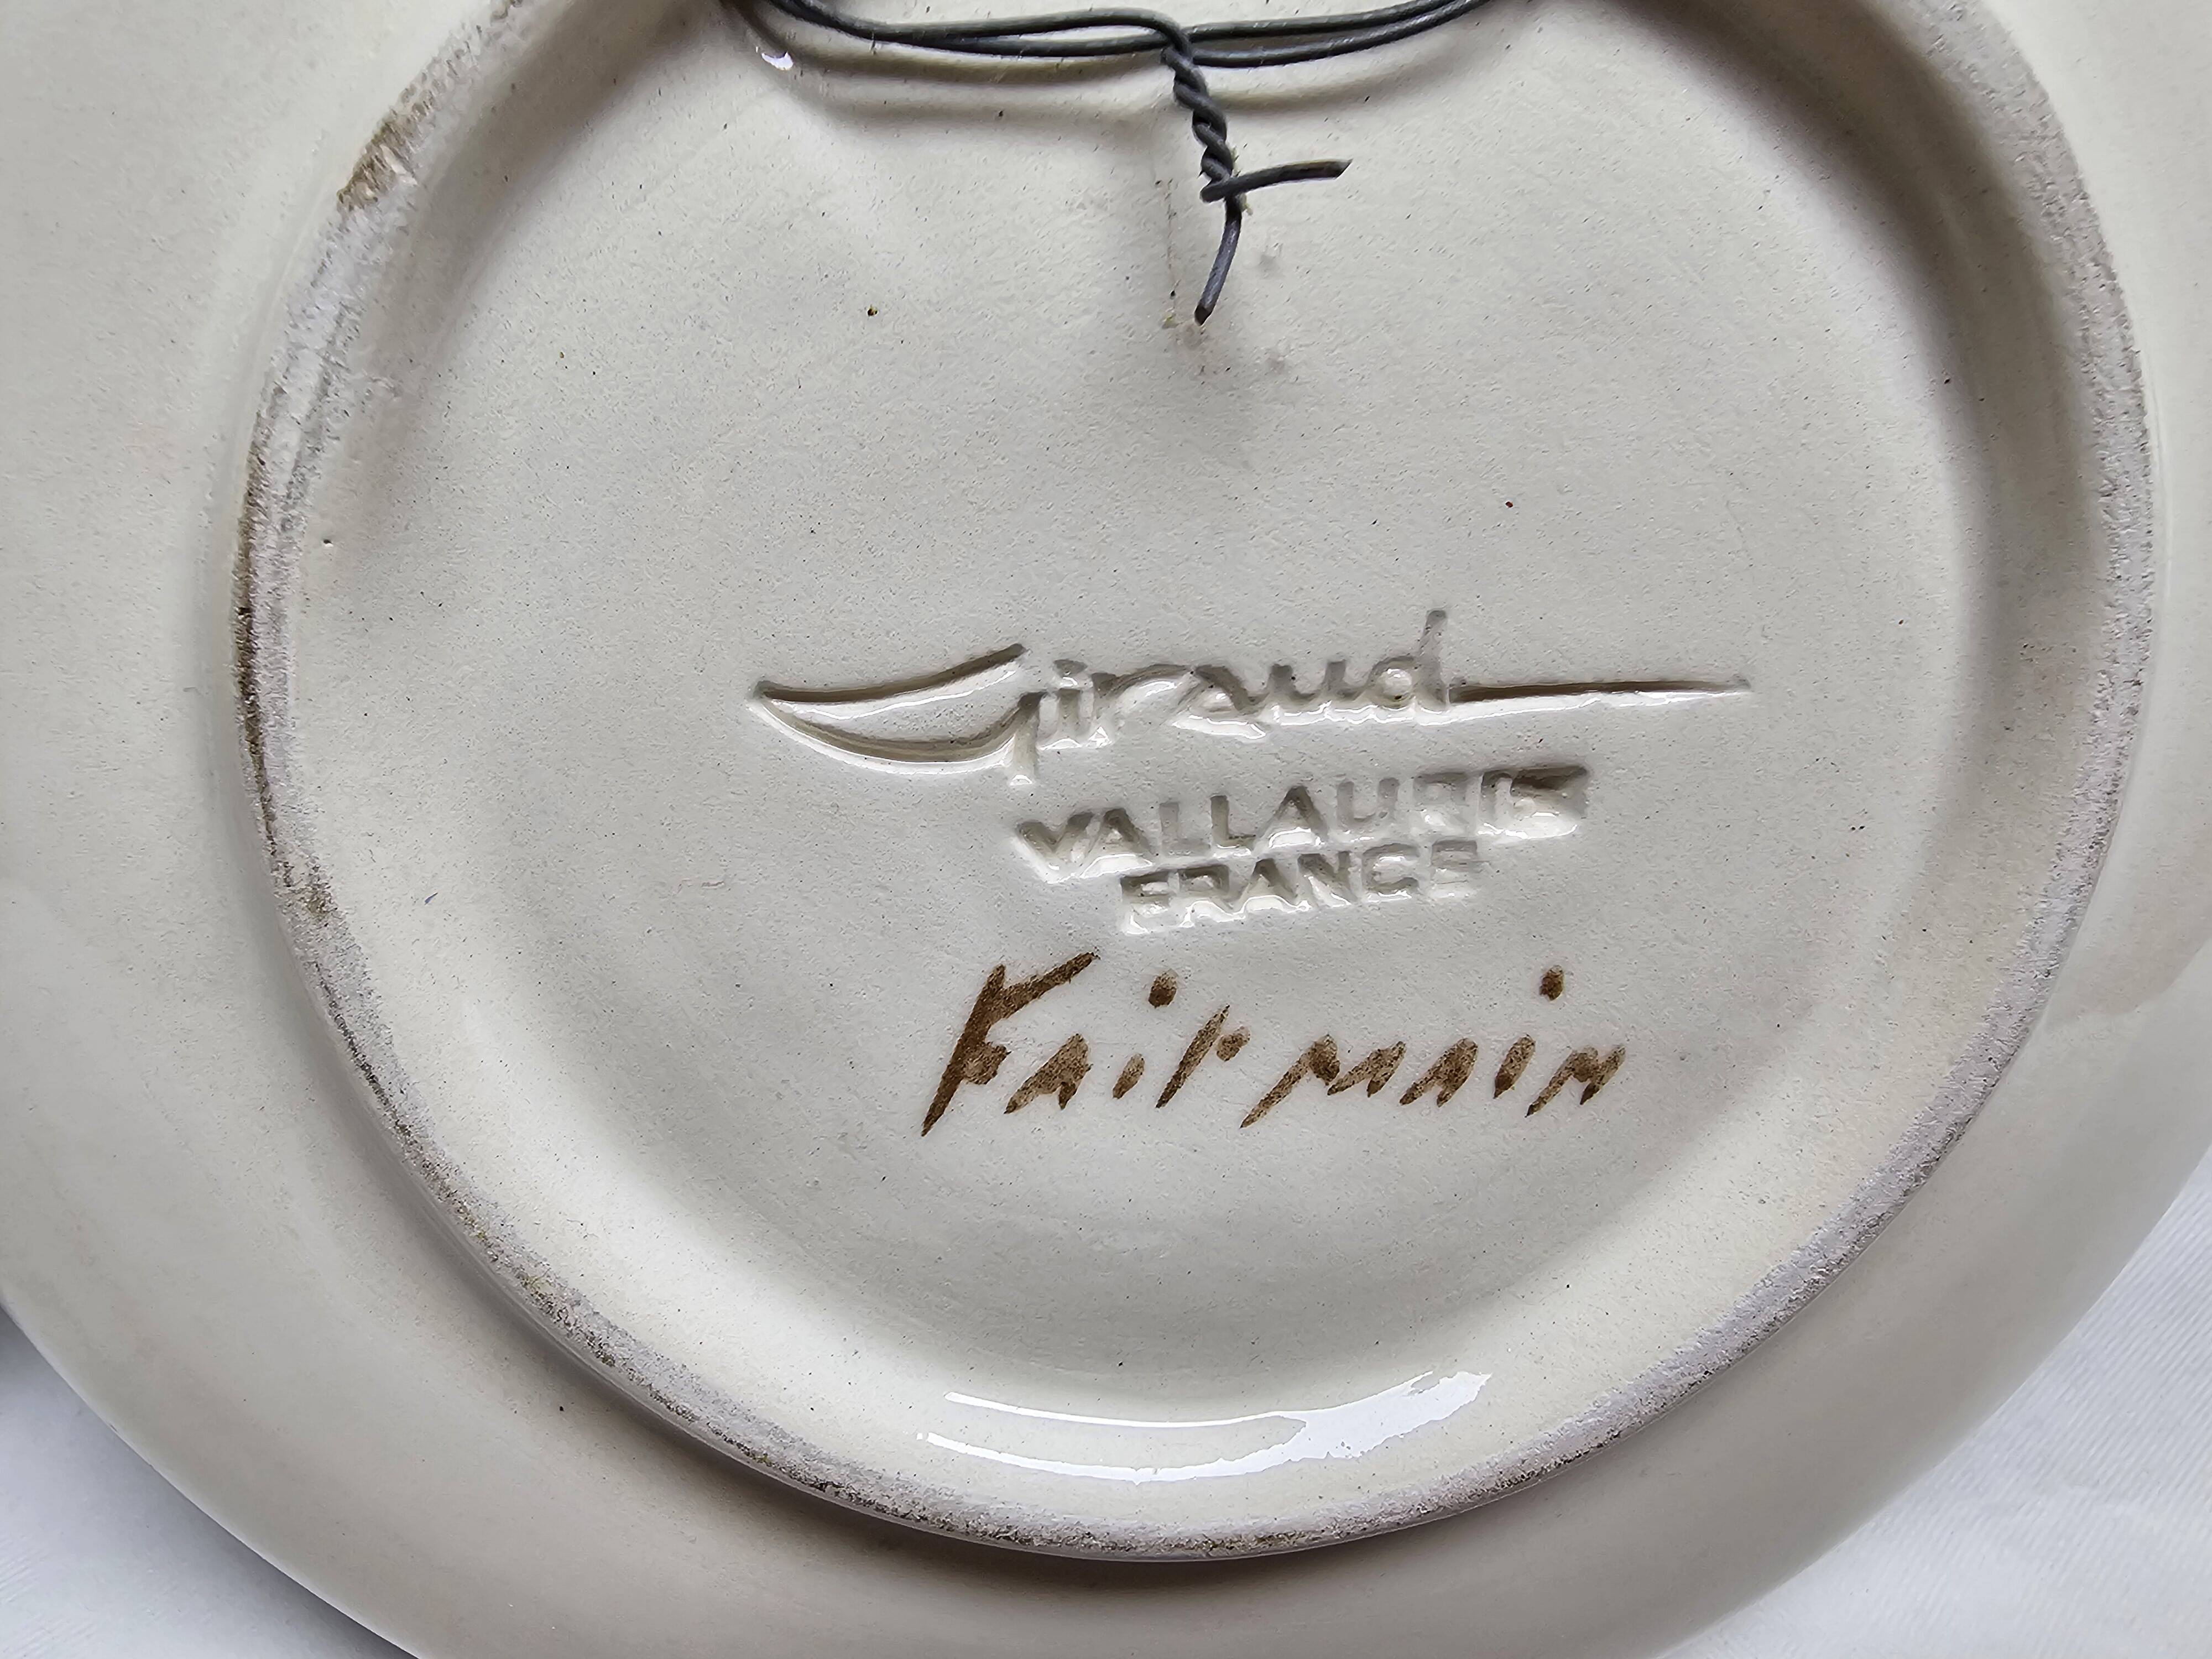 Giraud
VALLAURIS
FRANCE
Fait main